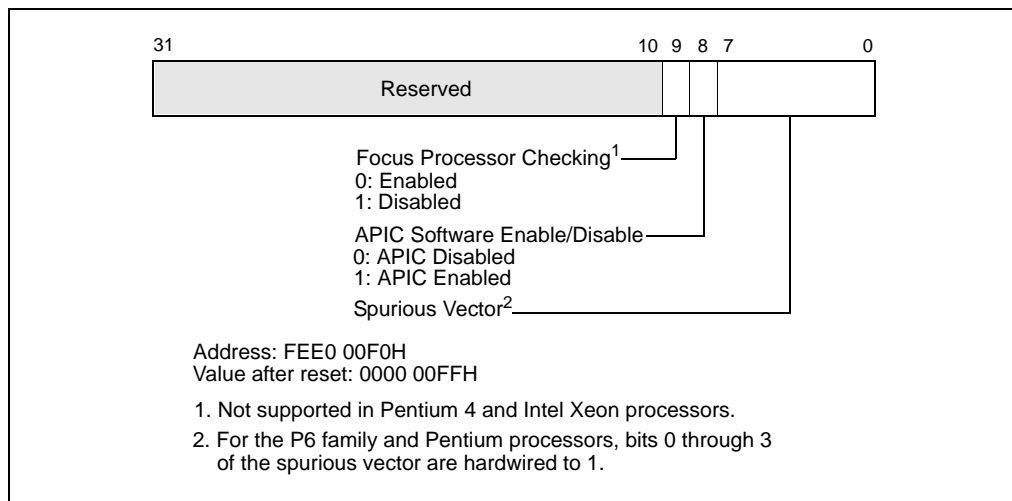 31 10 9 8 7 0
Reserved
Focus Processor Checking1
0: Enabled
1: Disabled
APIC Software Enable/Disable
0: APIC Disabled
1: APIC Enabled
Spurious Vector2
Address: FEE0 00F0H
Value after reset: 0000 00FFH
1. Not supported in Pentium 4 and Intel Xeon processors.
2. For the P6 family and Pentium processors, bits 0 through 3
of the spurious vector are hardwired to 1.